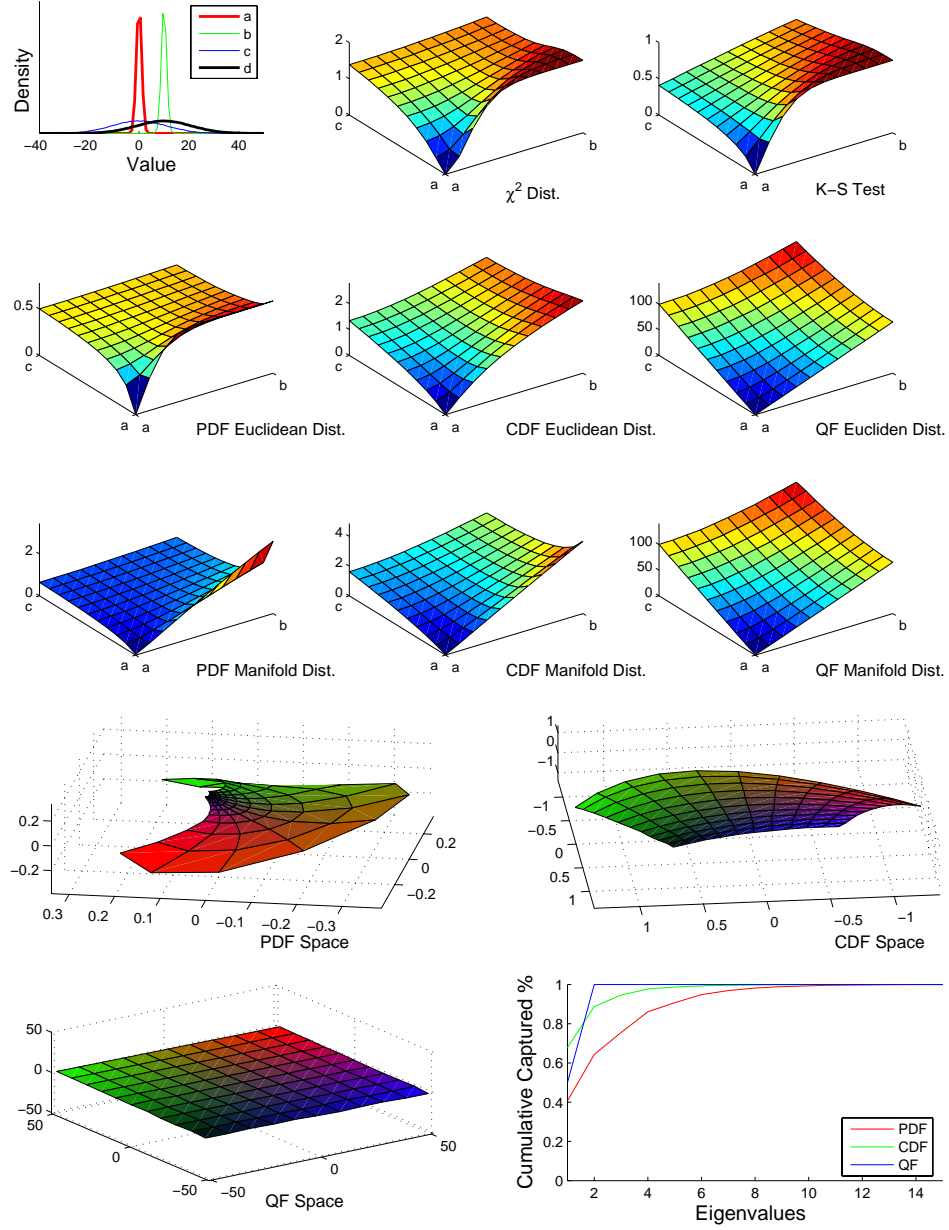 Density
a
b
c
d
−40 −20 0 20 40
Value
2
1
0
c
a a
b
χ² Dist.
1
0.5
0
c
a a
b
K−S Test
0.5
0
c
a a
b
PDF Euclidean Dist.
2
1
0
c
a a
b
CDF Euclidean Dist.
100
50
0
c
a a
b
QF Eucliden Dist.
2
0
c
a a
b
PDF Manifold Dist.
4
2
0
c
a a
b
CDF Manifold Dist.
100
50
0
c
a a
b
QF Manifold Dist.
0.2
0
−0.2
0.3 0.2 0.1 0 −0.1 −0.2 −0.3
0.2
0
−0.2
PDF Space
1
0
−1
−1
−0.5
0
0.5
1
1 0.5 0 −0.5 −1
CDF Space
50
0
−50
50
0
−50
−50
0
50
QF Space
Cumulative Captured %
1
0.8
0.6
0.4
0.2
0
2 4 6 8 10 12 14
Eigenvalues
PDF
CDF
QF